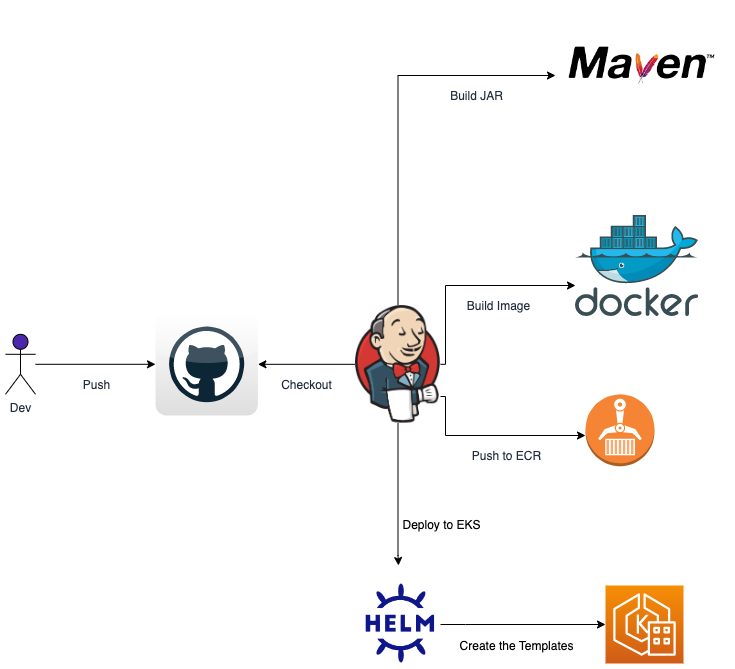 Maven™
Build JAR
docker
Build Image
Push
Checkout
Dev
Push to ECR
Deploy to EKS
HELM
Create the Templates
K